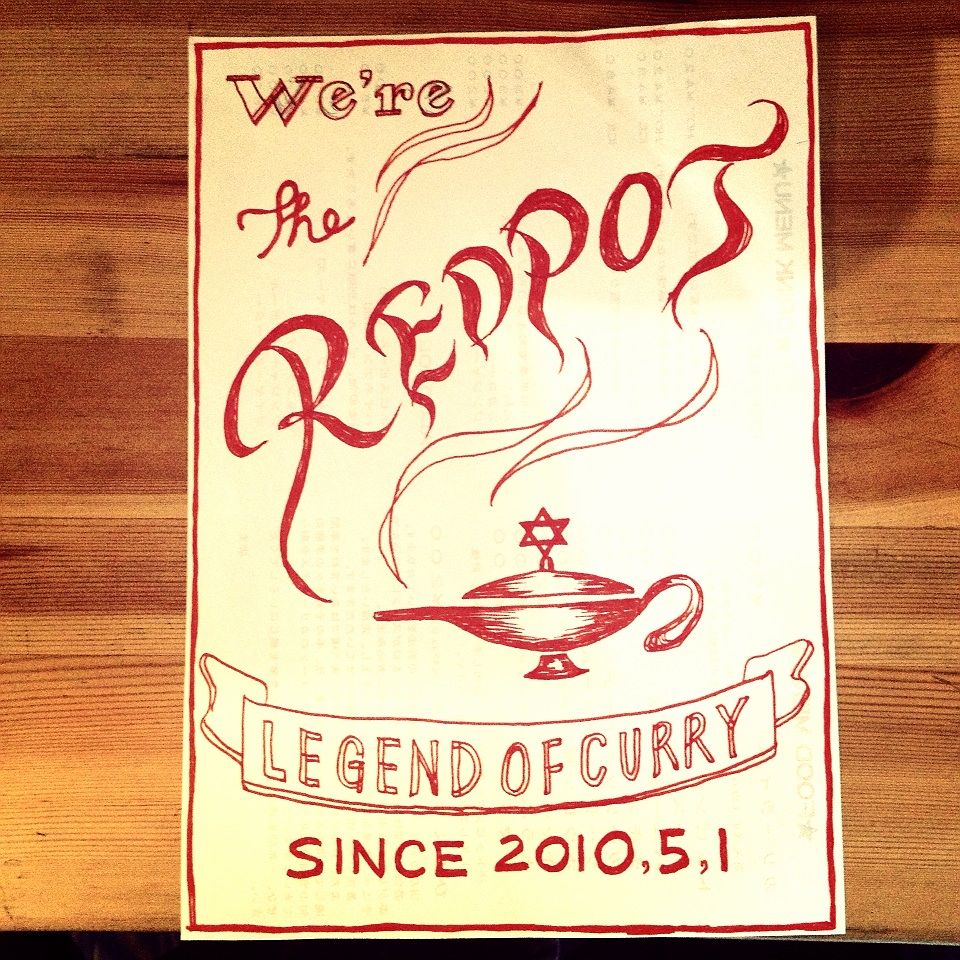 We're
The
REDPOT
LEGEND OF CURRY
SINCE 2010,5,1